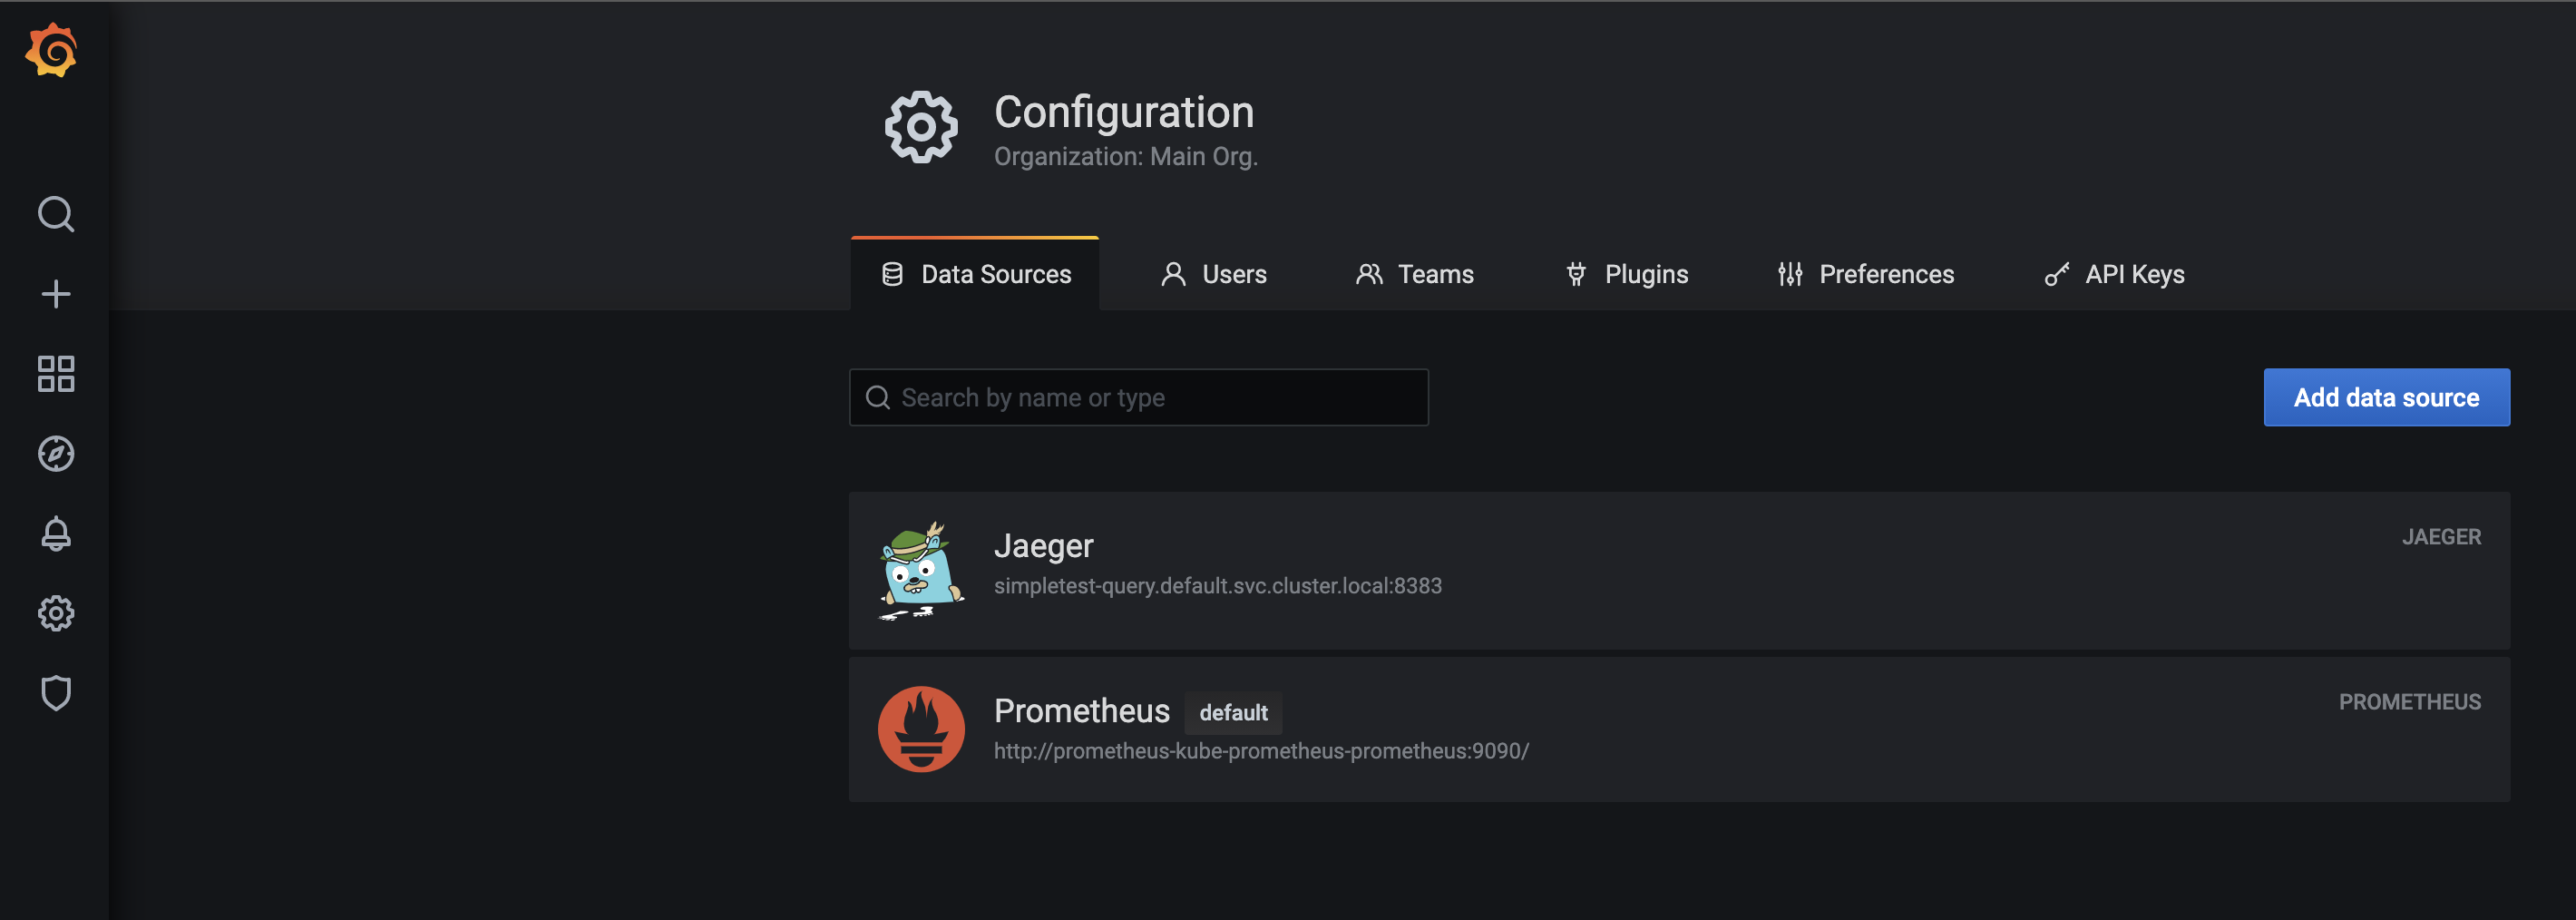 Configuration
Organization: Main Org.
Data Sources
Users
Teams
Plugins
Preferences
API Keys
Search by name or type
Add data source
Jaeger
JAEGER
simpletest-query.default.svc.cluster.local:8383
Prometheus default
PROMETHEUS
http://prometheus-kube-prometheus-prometheus:9090/